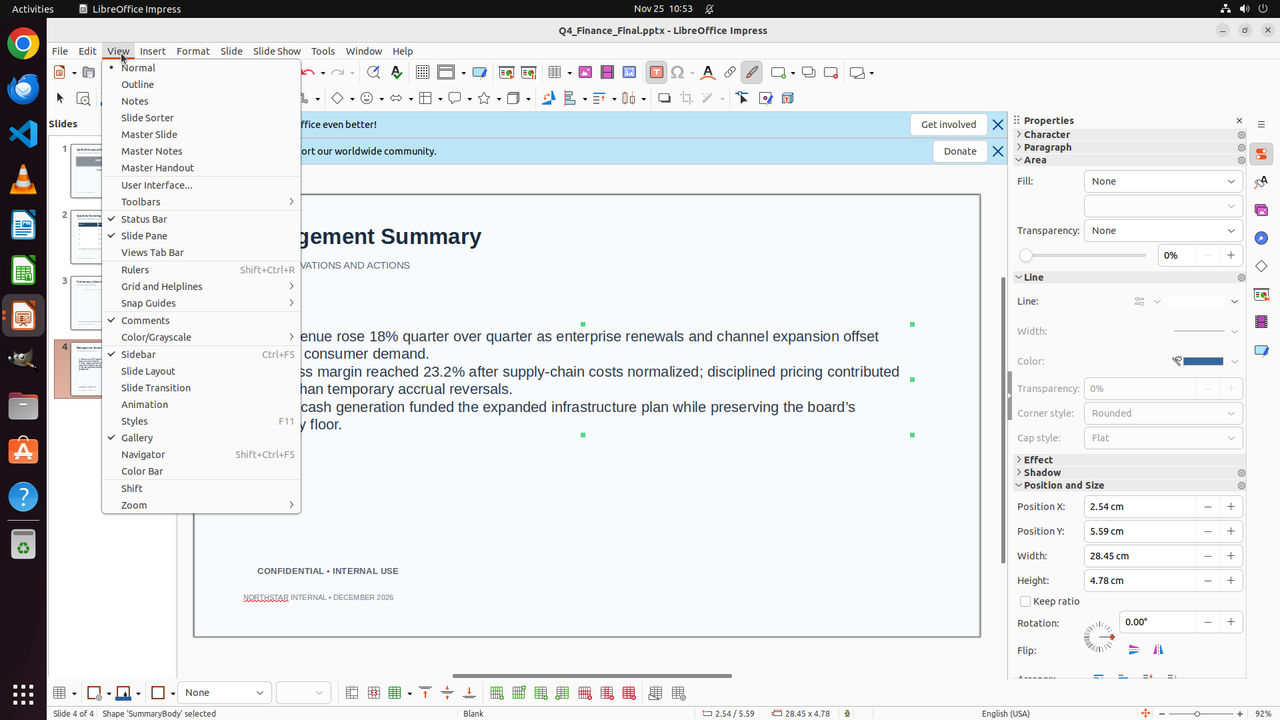 Activities
LibreOffice Impress
Nov 25 10:53
Q4_Finance_Final.pptx - LibreOffice Impress
File Edit View Insert Format Slide Slide Show Tools Window Help
Normal
Outline
Notes
Slide Sorter
Master Slide
Master Notes
Master Handout
User Interface...
Toolbars
Status Bar
Slide Pane
Views Tab Bar
Rulers Shift+Ctrl+R
Grid and Helplines
Snap Guides
Comments
Color/Grayscale
Sidebar Ctrl+F5
Slide Layout
Slide Transition
Animation
Styles F11
Gallery
Navigator Shift+Ctrl+F5
Color Bar
Shift
Zoom
Slides
1
2
3
4
ffice even better!
Get involved
ort our worldwide community.
Donate
gement Summary
VATIONS AND ACTIONS
enue rose 18% quarter over quarter as enterprise renewals and channel expansion offset
consumer demand.
ss margin reached 23.2% after supply-chain costs normalized; disciplined pricing contributed
han temporary accrual reversals.
cash generation funded the expanded infrastructure plan while preserving the board’s
y floor.
CONFIDENTIAL • INTERNAL USE
NORTHSTAR INTERNAL • DECEMBER 2026
Properties
Character
Paragraph
Area
Fill: None
Transparency: None
0%
Line
Line:
Width:
Color:
Transparency: 0%
Corner style: Rounded
Cap style: Flat
Effect
Shadow
Position and Size
Position X: 2.54 cm
Position Y: 5.59 cm
Width: 28.45 cm
Height: 4.78 cm
Keep ratio
Rotation: 0.00°
Flip:
None
Slide 4 of 4
Shape 'SummaryBody' selected
Blank
2.54 / 5.59
28.45 x 4.78
English (USA)
92%